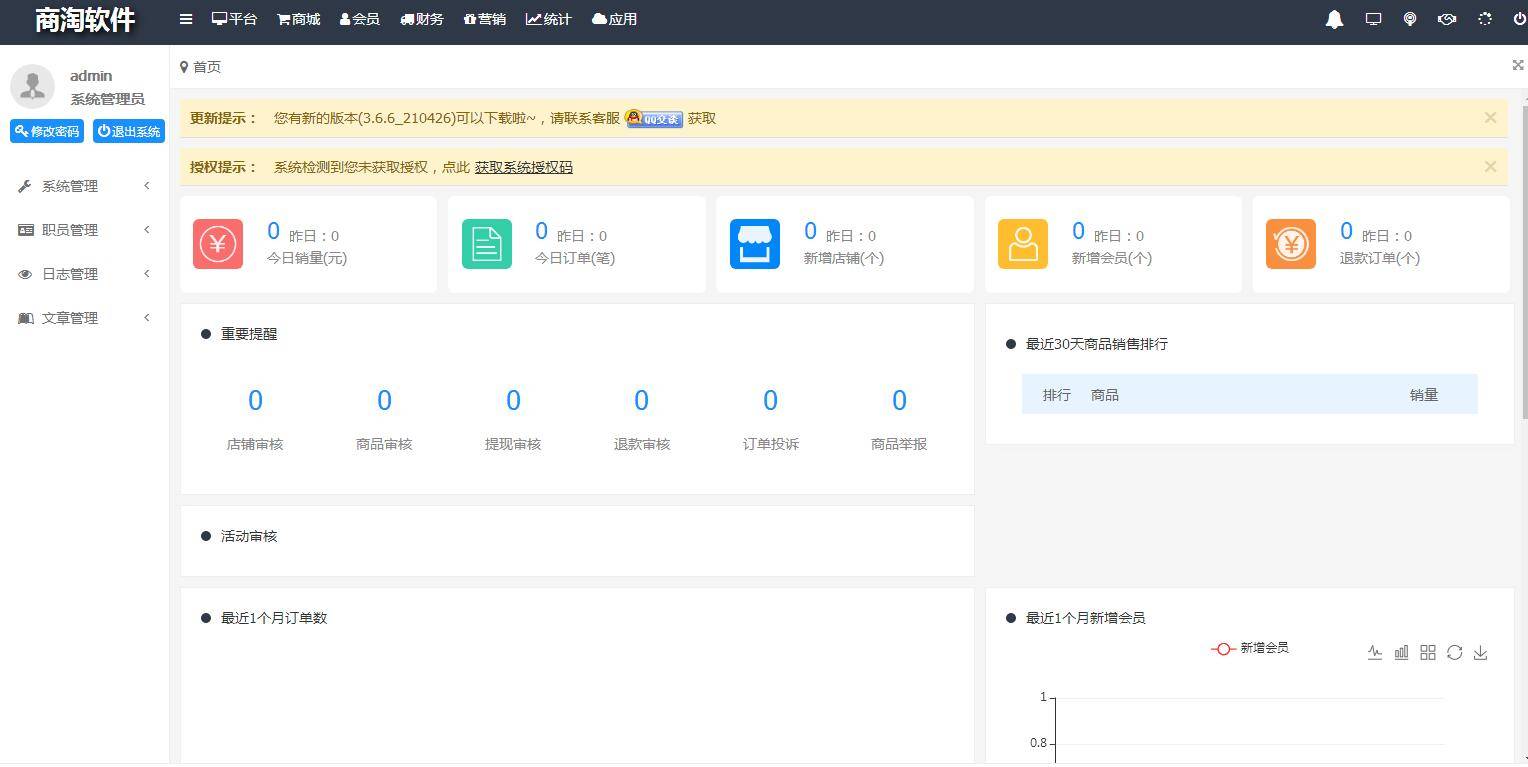 商淘软件
平台 商城 会员 财务 营销 统计 应用
admin
系统管理员
修改密码 退出系统
系统管理
职员管理
日志管理
文章管理
首页
更新提示： 您有新的版本(3.6.6_210426)可以下载啦~，请联系客服 QQ交谈 获取
授权提示： 系统检测到您未获取授权，点此 获取系统授权码
0 昨日：0
今日销量(元)
0 昨日：0
今日订单(笔)
0 昨日：0
新增店铺(个)
0 昨日：0
新增会员(个)
0 昨日：0
退款订单(个)
重要提醒
0 0 0 0 0 0
店铺审核 商品审核 提现审核 退款审核 订单投诉 商品举报
最近30天商品销售排行
排行 商品 销量
活动审核
最近1个月订单数
最近1个月新增会员
新增会员
1
0.8